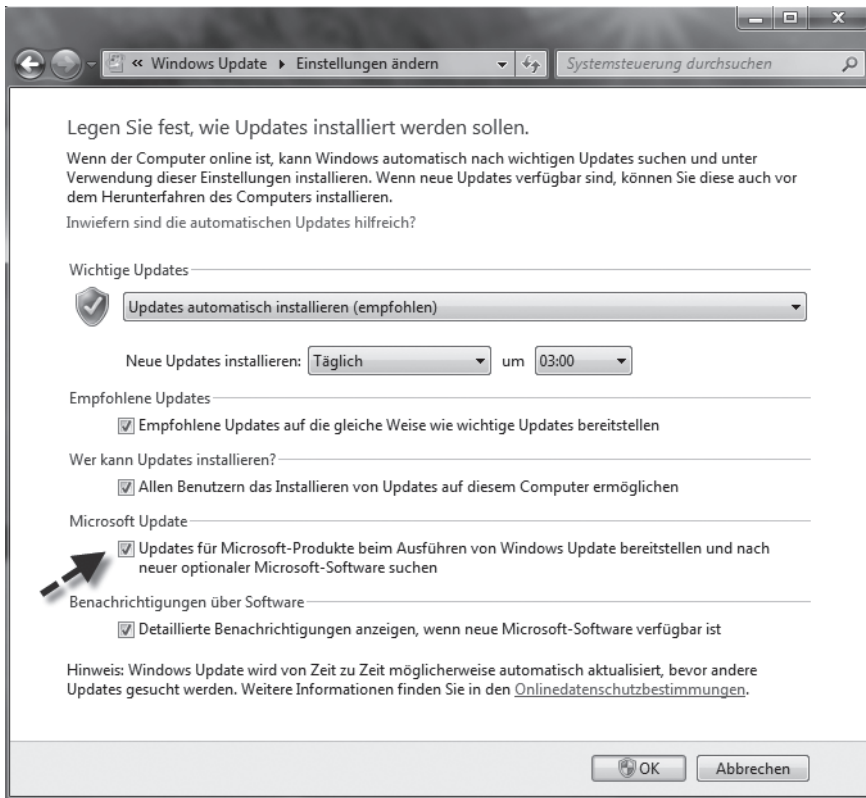 « Windows Update ▸ Einstellungen ändern
Systemsteuerung durchsuchen
Legen Sie fest, wie Updates installiert werden sollen.
Wenn der Computer online ist, kann Windows automatisch nach wichtigen Updates suchen und unter
Verwendung dieser Einstellungen installieren. Wenn neue Updates verfügbar sind, können Sie diese auch vor
dem Herunterfahren des Computers installieren.
Inwiefern sind die automatischen Updates hilfreich?
Wichtige Updates
Updates automatisch installieren (empfohlen)
Neue Updates installieren: Täglich um 03:00
Empfohlene Updates
Empfohlene Updates auf die gleiche Weise wie wichtige Updates bereitstellen
Wer kann Updates installieren?
Allen Benutzern das Installieren von Updates auf diesem Computer ermöglichen
Microsoft Update
Updates für Microsoft-Produkte beim Ausführen von Windows Update bereitstellen und nach
neuer optionaler Microsoft-Software suchen
Benachrichtigungen über Software
Detaillierte Benachrichtigungen anzeigen, wenn neue Microsoft-Software verfügbar ist
Hinweis: Windows Update wird von Zeit zu Zeit möglicherweise automatisch aktualisiert, bevor andere
Updates gesucht werden. Weitere Informationen finden Sie in den Onlinedatenschutzbestimmungen.
OK Abbrechen